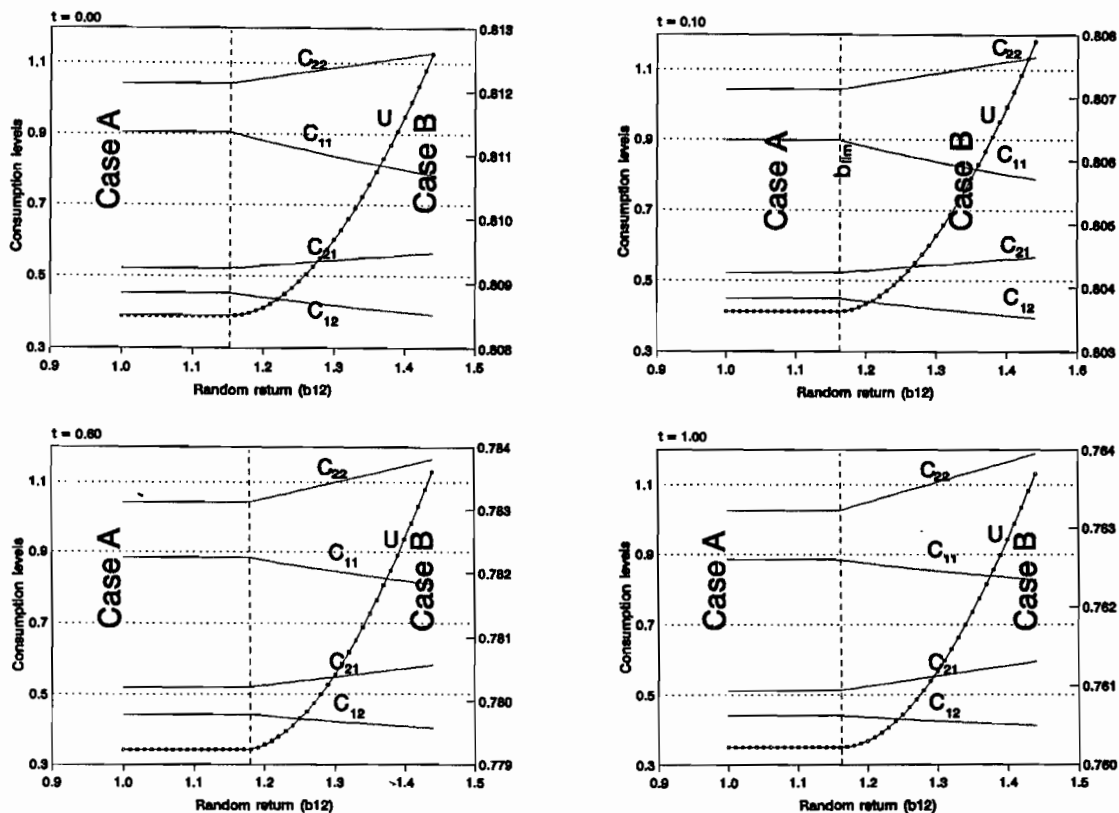 t = 0.00
Consumption levels
1.1
0.9
0.7
0.5
0.3
0.813
0.812
0.811
0.810
0.809
0.808
Case A
Case B
C22
C11
U
C21
C12
0.9 1.0 1.1 1.2 1.3 1.4 1.5
Random return (b12)
t = 0.10
Consumption levels
1.1
0.9
0.7
0.5
0.3
0.808
0.807
0.806
0.805
0.804
0.803
Case A
blim
Case B
C22
U
C11
C21
C12
0.9 1.0 1.1 1.2 1.3 1.4 1.5 1.6
Random return (b12)
t = 0.60
Consumption levels
1.1
0.9
0.7
0.5
0.3
0.784
0.783
0.782
0.781
0.780
0.779
Case A
Case B
C22
U
C11
C21
C12
0.9 1.0 1.1 1.2 1.3 1.4 1.5
Random return (b12)
t = 1.00
Consumption levels
1.1
0.9
0.7
0.5
0.3
0.764
0.763
0.762
0.761
0.760
Case A
Case B
C22
U
C11
C21
C12
0.9 1.0 1.1 1.2 1.3 1.4 1.5
Random return (b12)